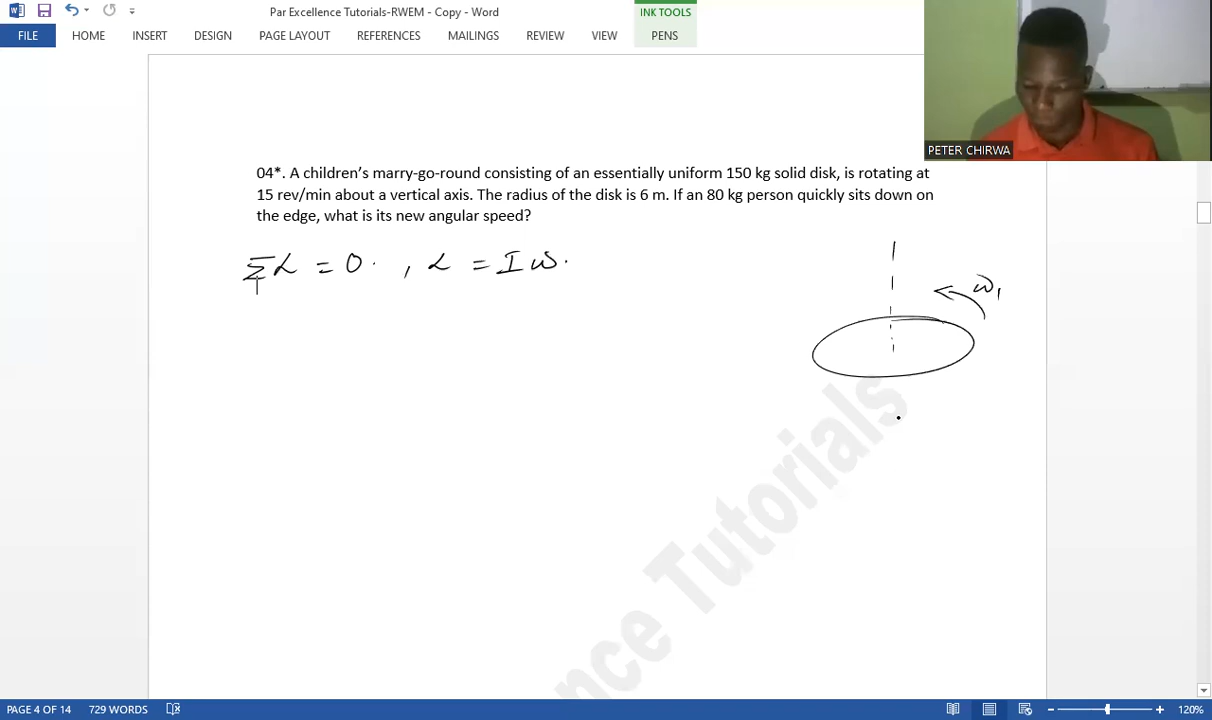 Par Excellence Tutorials-RWEM - Copy - Word
INK TOOLS
FILE HOME INSERT DESIGN PAGE LAYOUT REFERENCES MAILINGS REVIEW VIEW PENS
PETER CHIRWA
04*. A children's marry-go-round consisting of an essentially uniform 150 kg solid disk, is rotating at
15 rev/min about a vertical axis. The radius of the disk is 6 m. If an 80 kg person quickly sits down on
the edge, what is its new angular speed?
ΣL = 0. , L = Iω.
ω₁
nce Tutorials
PAGE 4 OF 14 729 WORDS 120%